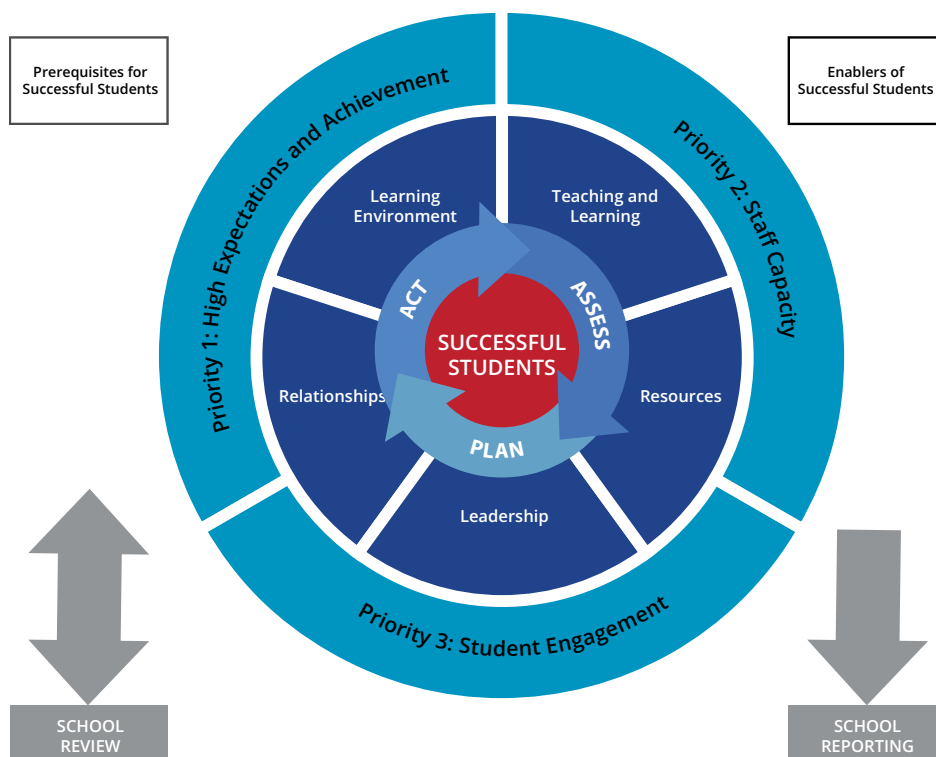 Prerequisites for
Successful Students
Enablers of
Successful Students
Priority 1: High Expectations and Achievement
Priority 2: Staff Capacity
Priority 3: Student Engagement
Learning
Environment
Teaching and
Learning
Relationships
Resources
Leadership
ACT
ASSESS
PLAN
SUCCESSFUL
STUDENTS
SCHOOL
REVIEW
SCHOOL
REPORTING